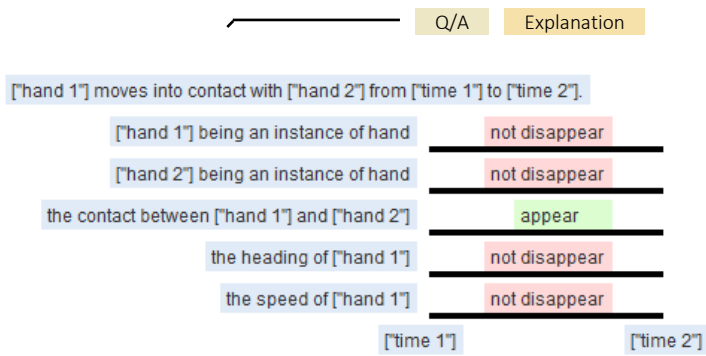 Q/A Explanation
["hand 1"] moves into contact with ["hand 2"] from ["time 1"] to ["time 2"].
["hand 1"] being an instance of hand not disappear
["hand 2"] being an instance of hand not disappear
the contact between ["hand 1"] and ["hand 2"] appear
the heading of ["hand 1"] not disappear
the speed of ["hand 1"] not disappear
["time 1"] ["time 2"]